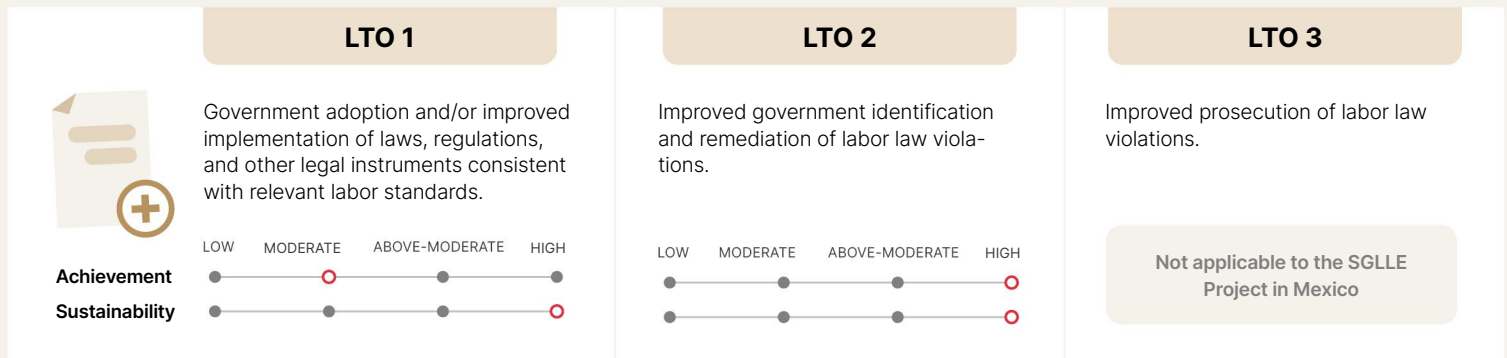 LTO 1
Government adoption and/or improved
implementation of laws, regulations,
and other legal instruments consistent
with relevant labor standards.
LOW MODERATE ABOVE-MODERATE HIGH
Achievement
Sustainability
LTO 2
Improved government identification
and remediation of labor law viola-
tions.
LOW MODERATE ABOVE-MODERATE HIGH
LTO 3
Improved prosecution of labor law
violations.
Not applicable to the SGLLE
Project in Mexico